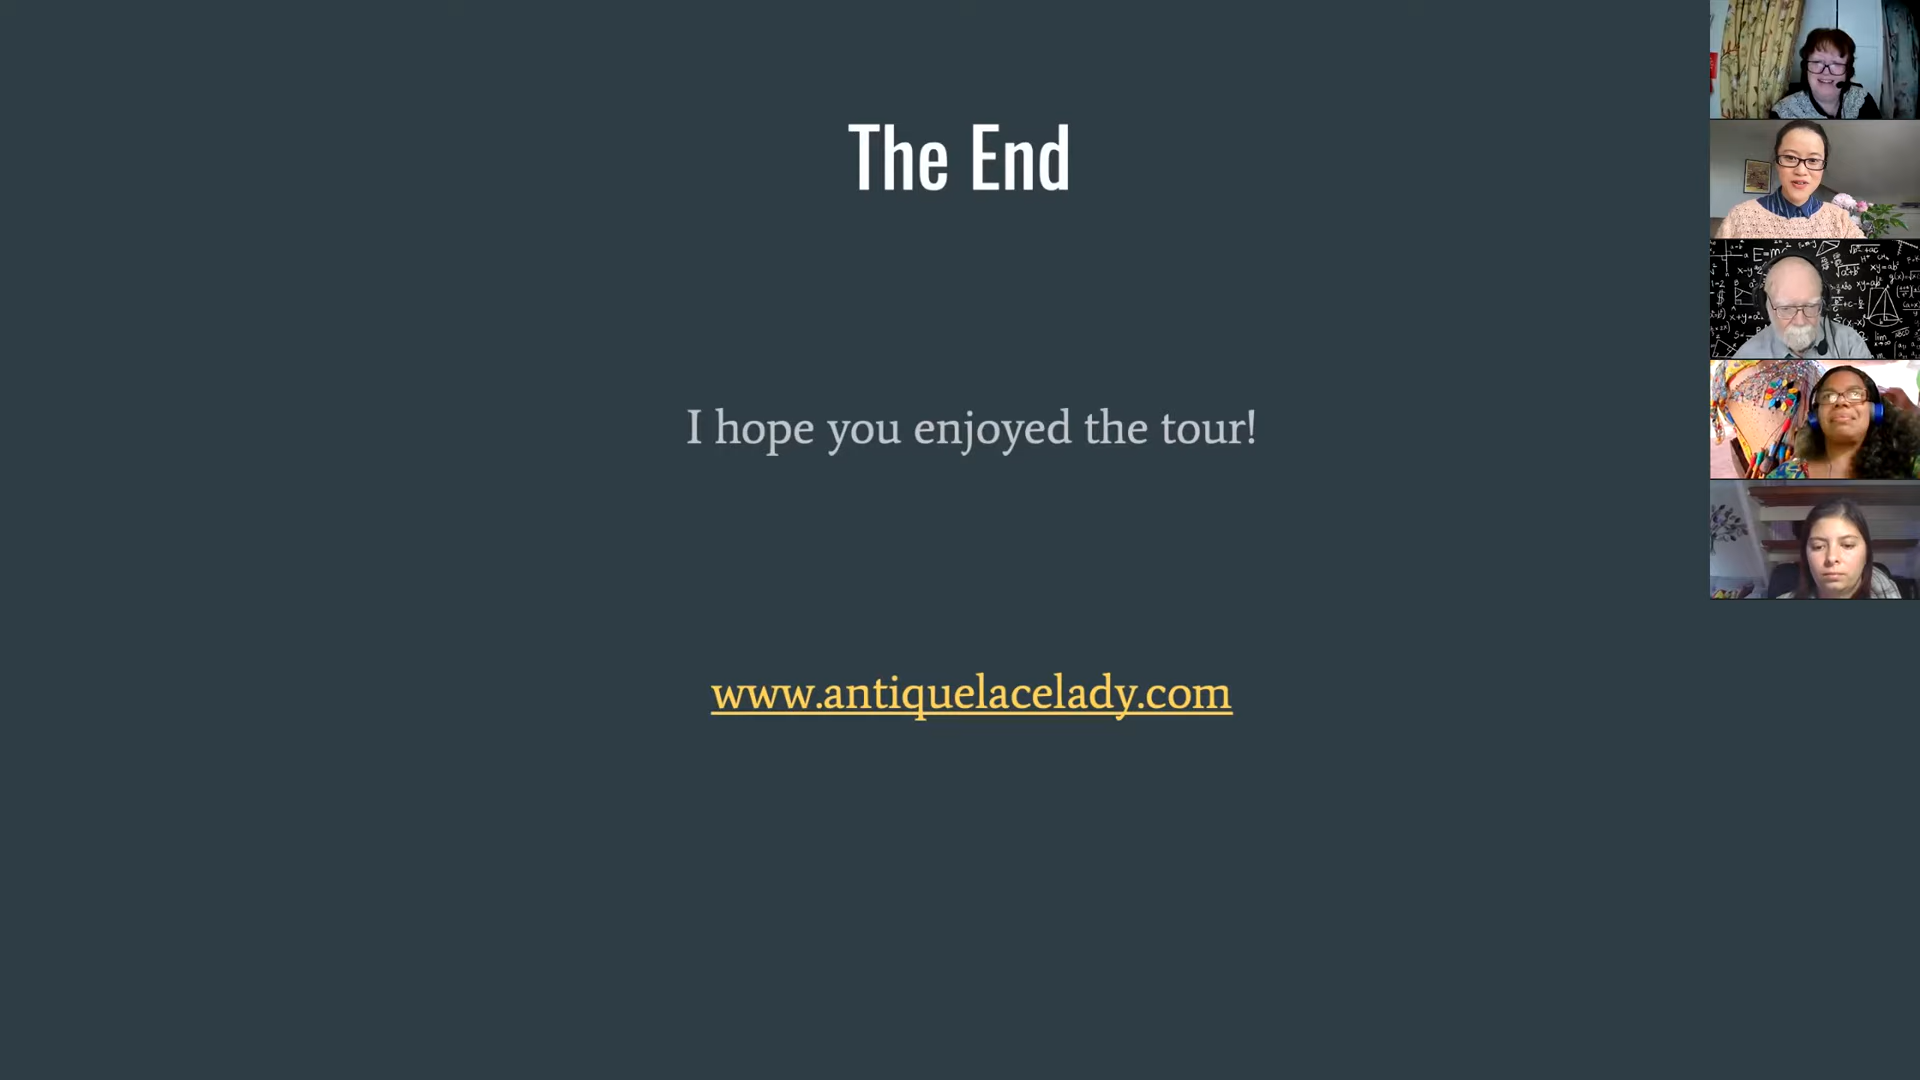 The End
I hope you enjoyed the tour!
www.antiquelacelady.com